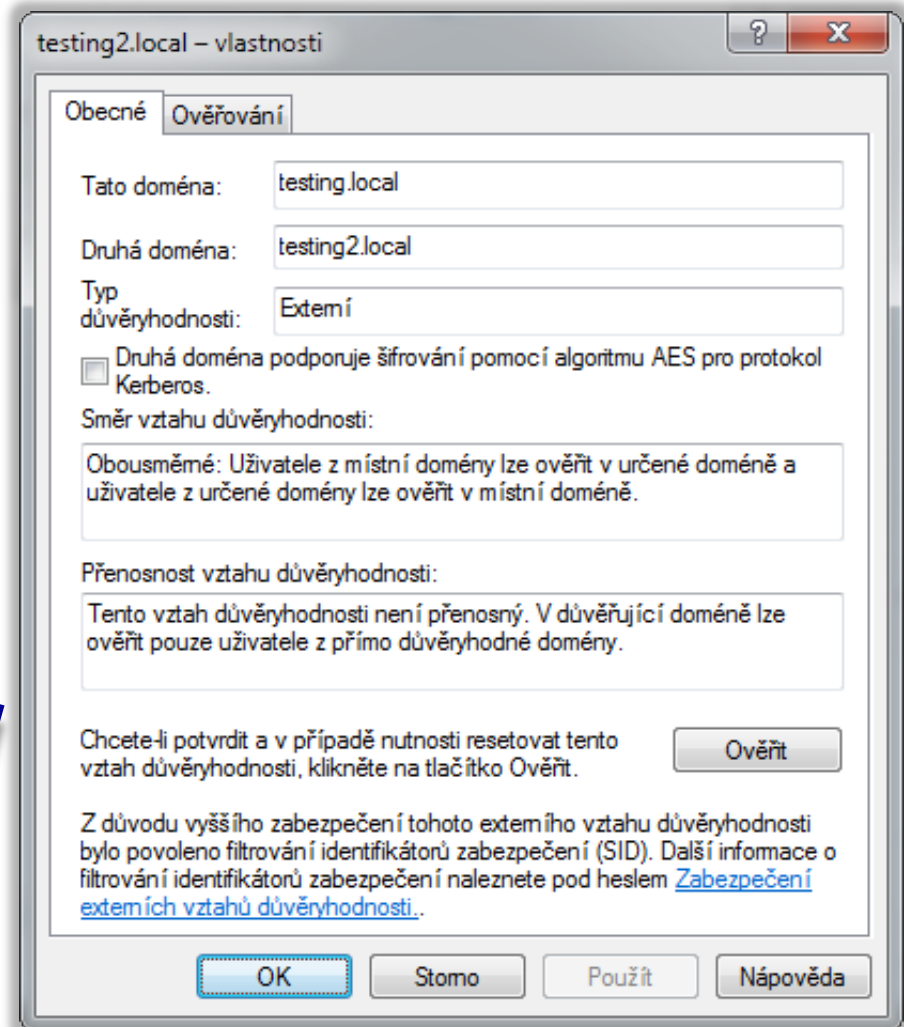 testing2.local – vlastnosti
Obecné
Ověřování
Tato doména:
testing.local
Druhá doména:
testing2.local
Typ
důvěryhodnosti:
Externí
Druhá doména podporuje šifrování pomocí algoritmu AES pro protokol
Kerberos.
Směr vztahu důvěryhodnosti:
Obousměrné: Uživatele z místní domény lze ověřit v určené doméně a
uživatele z určené domény lze ověřit v místní doméně.
Přenosnost vztahu důvěryhodnosti:
Tento vztah důvěryhodnosti není přenosný. V důvěřující doméně lze
ověřit pouze uživatele z přímo důvěryhodné domény.
Chcete-li potvrdit a v případě nutnosti resetovat tento
vztah důvěryhodnosti, klikněte na tlačítko Ověřit.
Ověřit
Z důvodu vyššího zabezpečení tohoto externího vztahu důvěryhodnosti
bylo povoleno filtrování identifikátorů zabezpečení (SID). Další informace o
filtrování identifikátorů zabezpečení naleznete pod heslem Zabezpečení
externích vztahů důvěryhodnosti..
OK
Storno
Použít
Nápověda